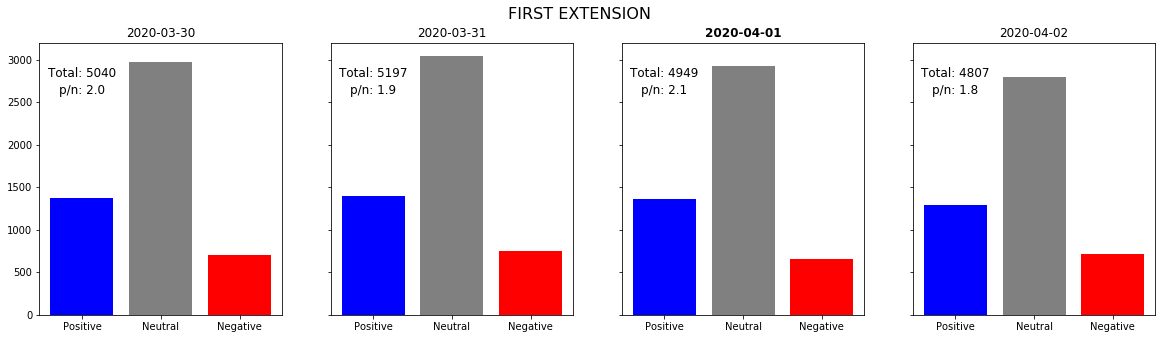 FIRST EXTENSION
2020-03-30
2020-03-31
2020-04-01
2020-04-02
3000
2500
2000
1500
1000
500
0
Total: 5040
p/n: 2.0
Positive
Neutral
Negative
Total: 5197
p/n: 1.9
Positive
Neutral
Negative
Total: 4949
p/n: 2.1
Positive
Neutral
Negative
Total: 4807
p/n: 1.8
Positive
Neutral
Negative